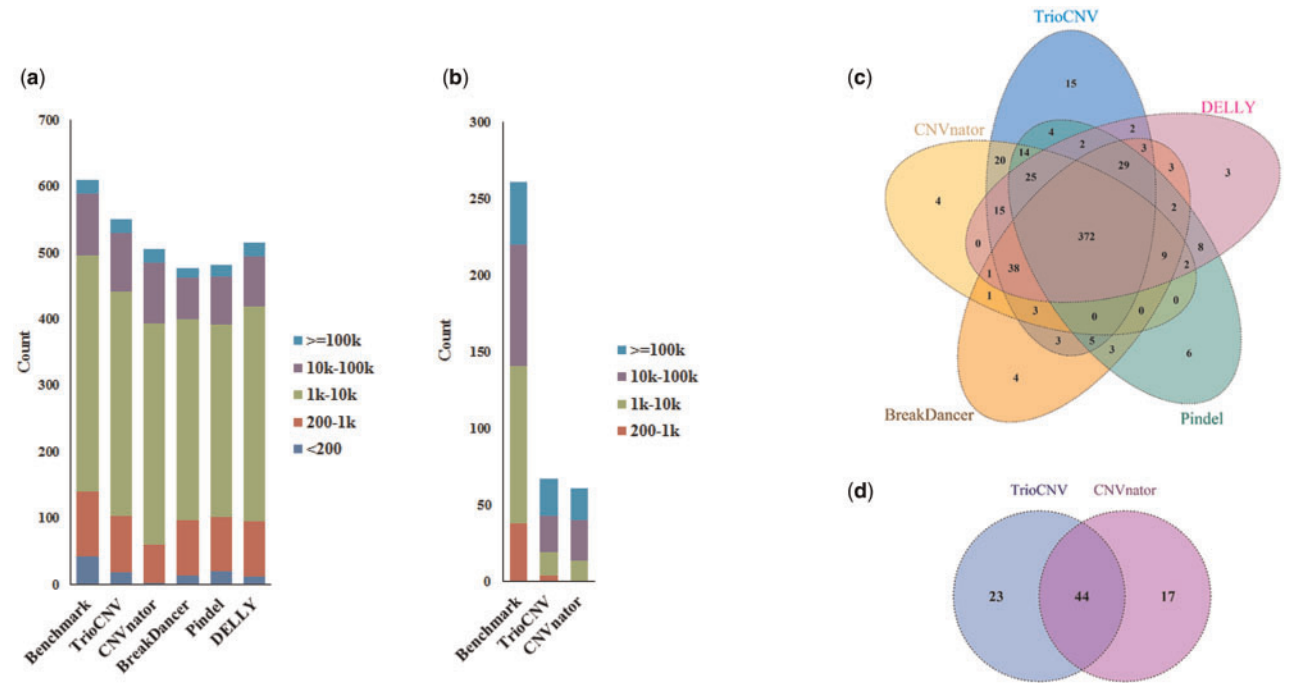 (a)
700
600
500
400
300
200
100
0
Count
>=100k
10k-100k
1k-10k
200-1k
<200
Benchmark
TrioCNV
CNVnator
BreakDancer
Pindel
DELLY
(b)
300
250
200
150
100
50
0
Count
>=100k
10k-100k
1k-10k
200-1k
Benchmark
TrioCNV
CNVnator
(c)
TrioCNV
DELLY
CNVnator
BreakDancer
Pindel
15
4 2
2 3
20 14 29 3 3
25
4 15 2
372
0 8
38 9 2
1
1 3 0 0 0
3 5 3
4 6
(d)
TrioCNV CNVnator
23 44 17